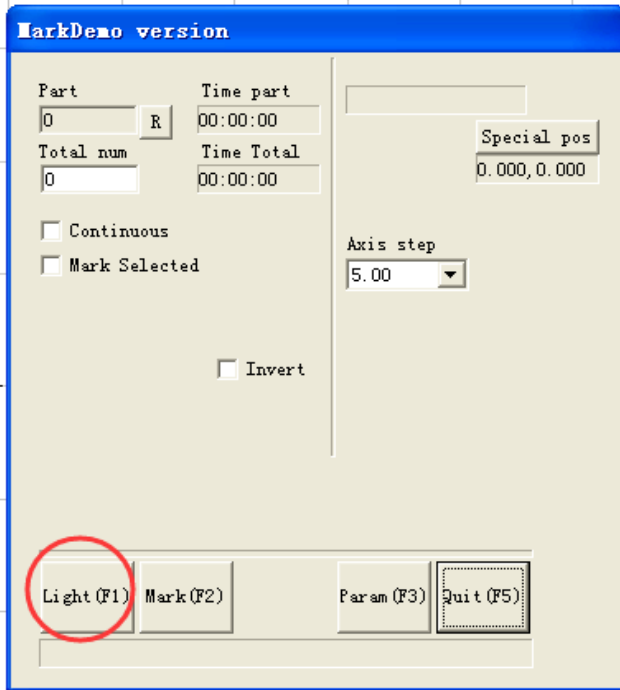 MarkDemo version
Part Time part
0 R 00:00:00
Total num Time Total
0 00:00:00
Continuous
Mark Selected
Invert
Special pos
0.000,0.000
Axis step
5.00
Light(F1) Mark(F2) Param(F3) Quit(F5)